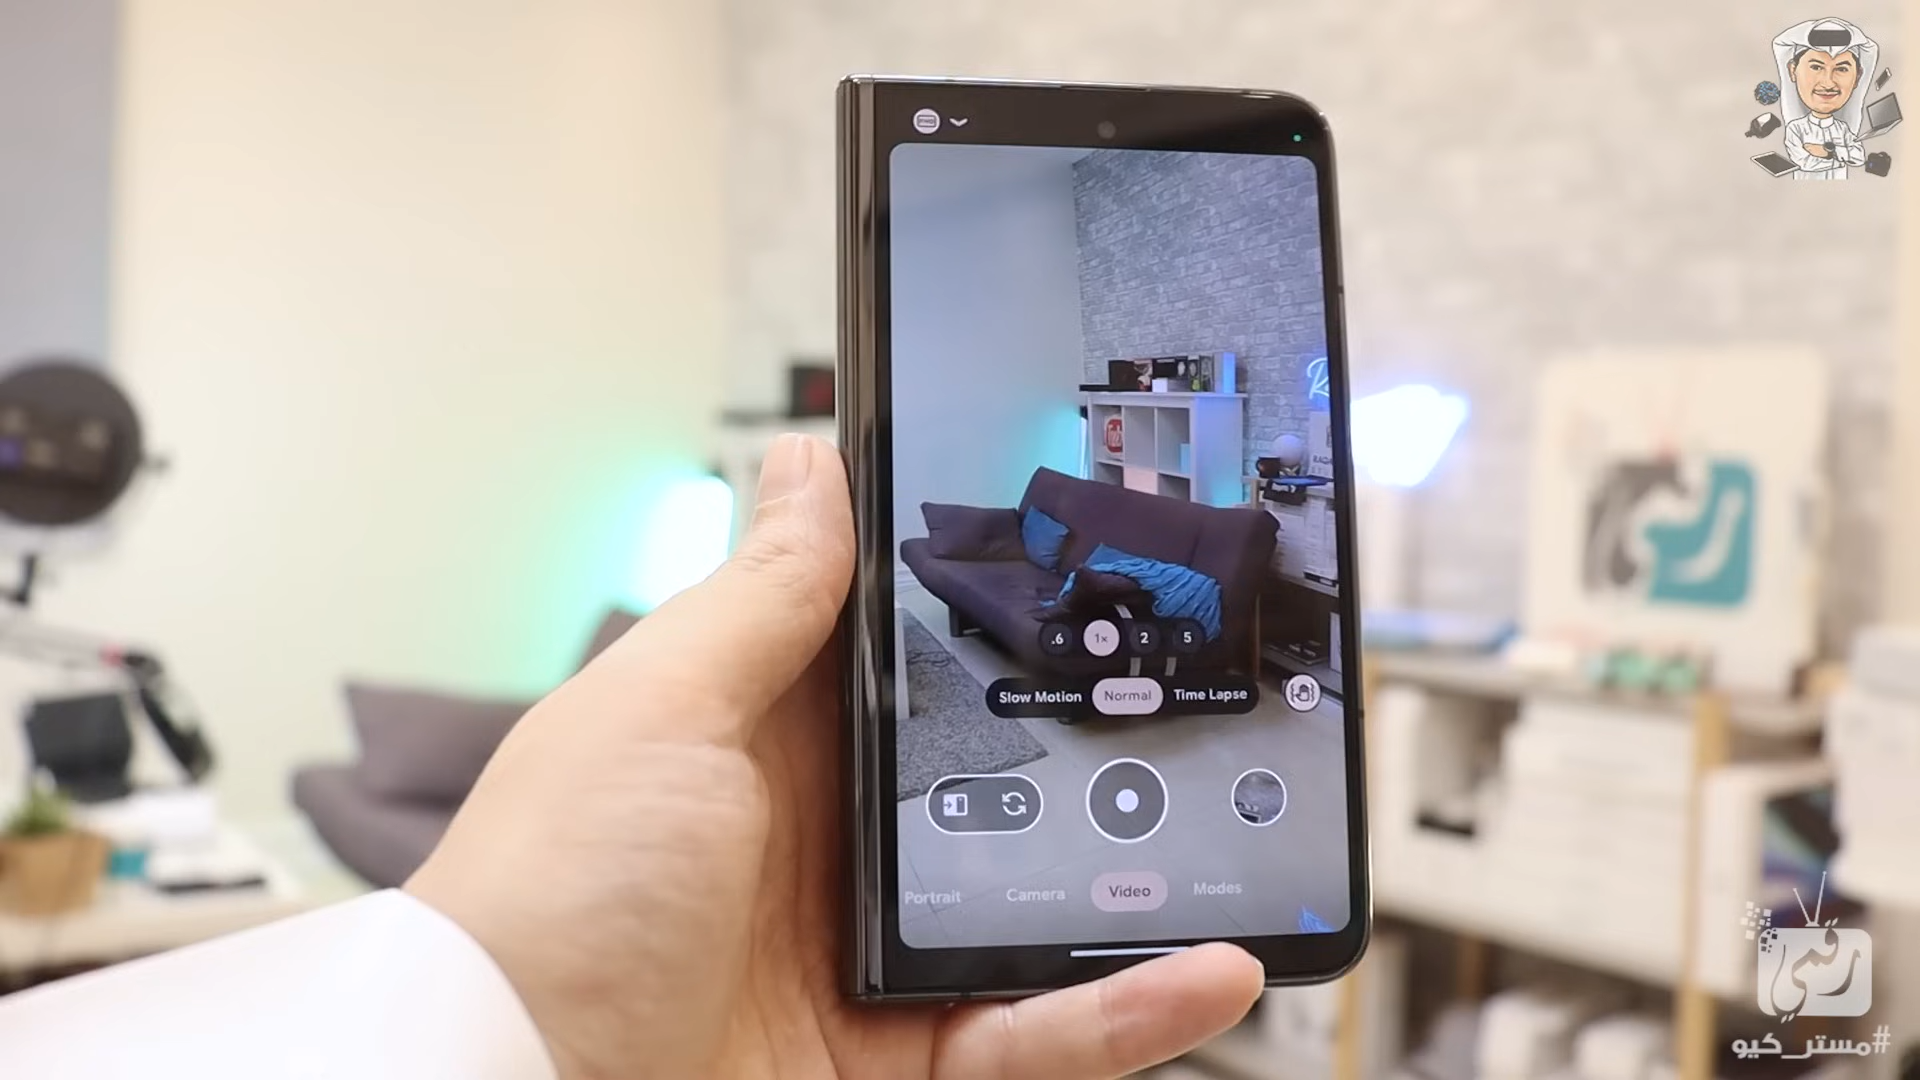 .6 1× 2 5
Slow Motion Normal Time Lapse
Portrait Camera Video Modes
رقمي
#مستر_كيو